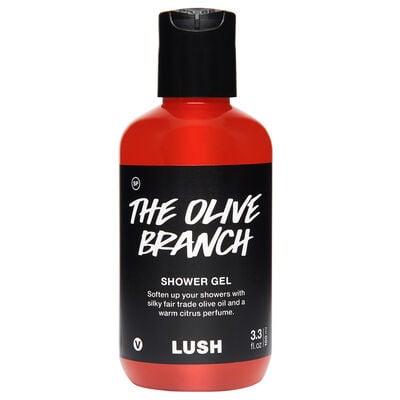 SP
THE OLIVE
BRANCH
SHOWER GEL
Soften up your showers with
silky fair trade olive oil and a
warm citrus perfume.
V
LUSH
3.3
fl.oz